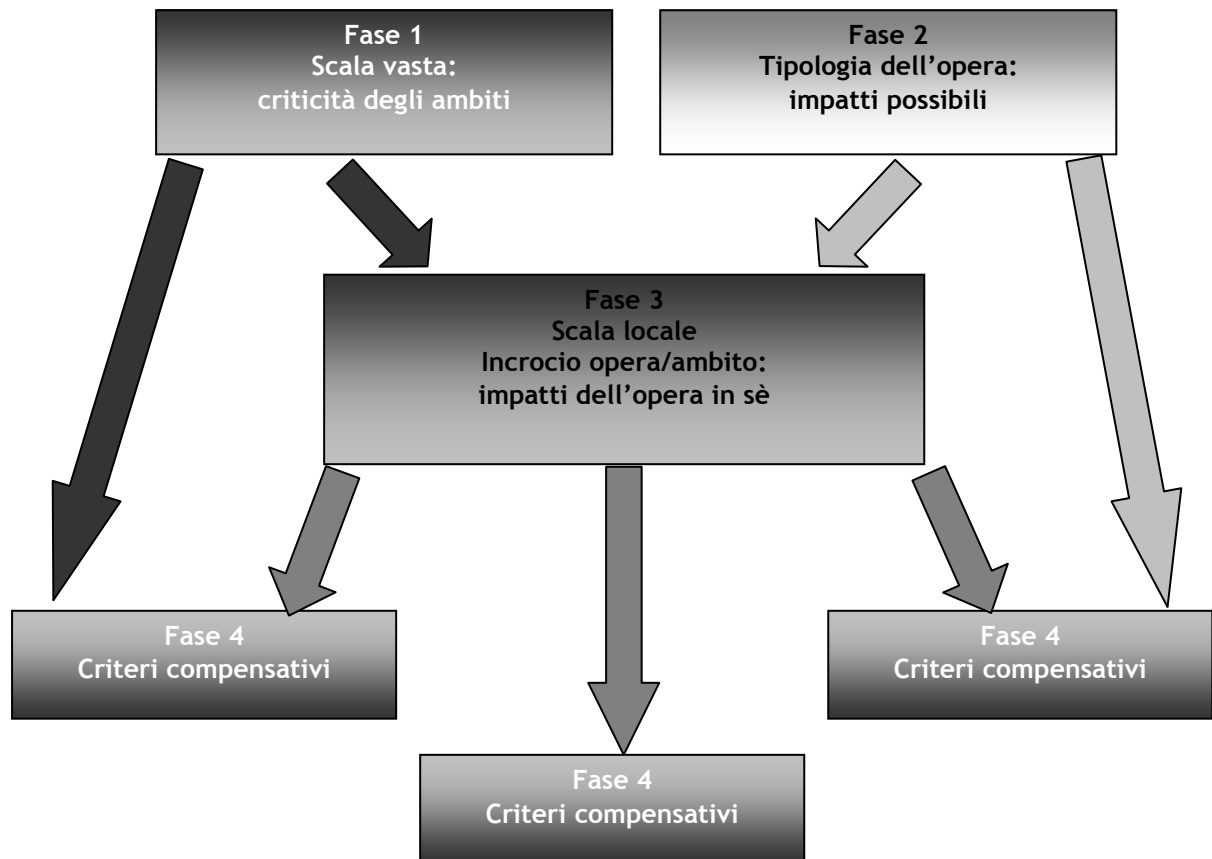 Fase 1
Scala vasta:
criticità degli ambiti
Fase 2
Tipologia dell’opera:
impatti possibili
Fase 3
Scala locale
Incrocio opera/ambito:
impatti dell’opera in sè
Fase 4
Criteri compensativi
Fase 4
Criteri compensativi
Fase 4
Criteri compensativi